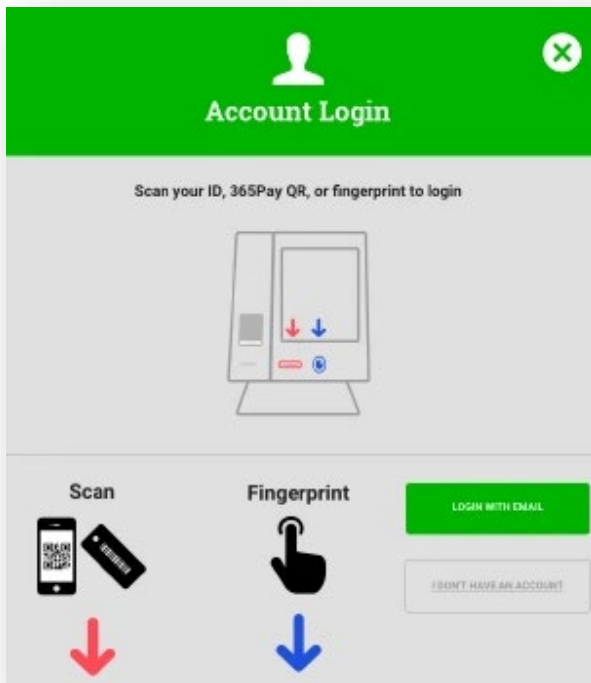 Account Login
Scan your ID, 365Pay QR, or fingerprint to login
Scan
Fingerprint
LOGIN WITH EMAIL
I DON'T HAVE AN ACCOUNT